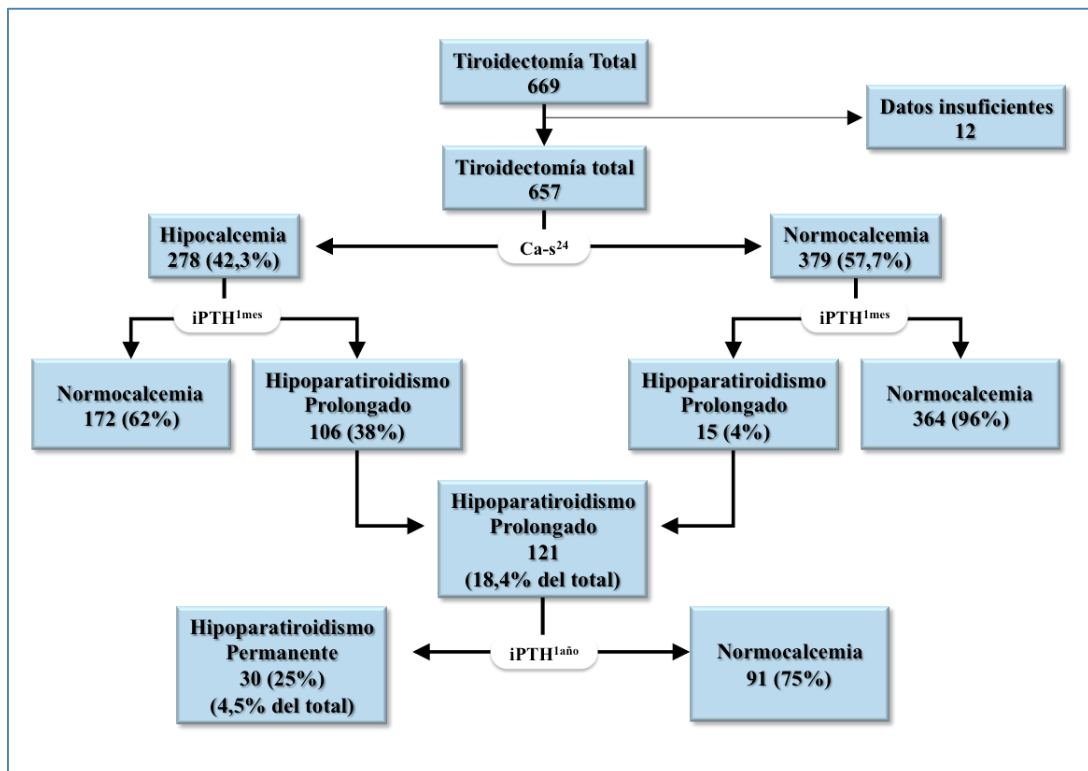 Tiroidectomía Total
669
Datos insuficientes
12
Tiroidectomía total
657
Hipocalcemia
278 (42,3%)
Ca-s24
Normocalcemia
379 (57,7%)
iPTH1mes
iPTH1mes
Normocalcemia
172 (62%)
Hipoparatiroidismo
Prolongado
106 (38%)
Hipoparatiroidismo
Prolongado
15 (4%)
Normocalcemia
364 (96%)
Hipoparatiroidismo
Prolongado
121
(18,4% del total)
Hipoparatiroidismo
Permanente
30 (25%)
(4,5% del total)
iPTH1año
Normocalcemia
91 (75%)